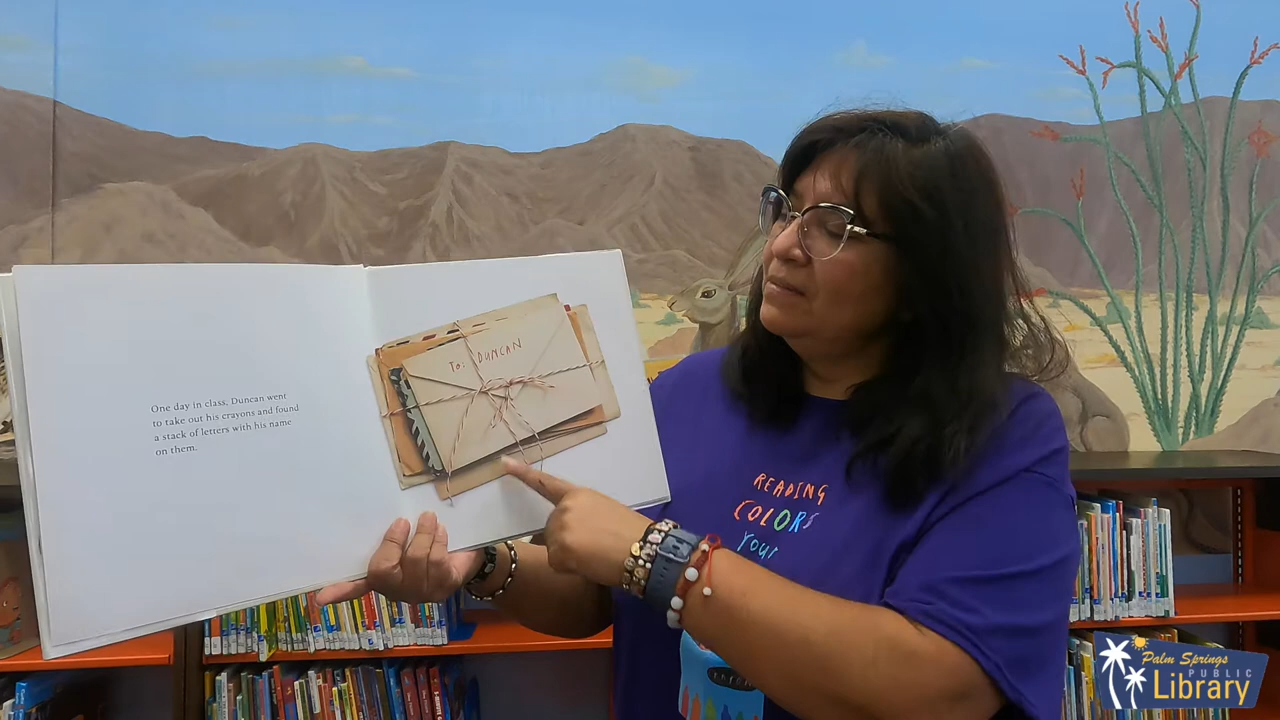 One day in class, Duncan went
to take out his crayons and found
a stack of letters with his name
on them.
To: DUNCAN
READING
COLORS
YOUR
Palm Springs
PUBLIC
Library